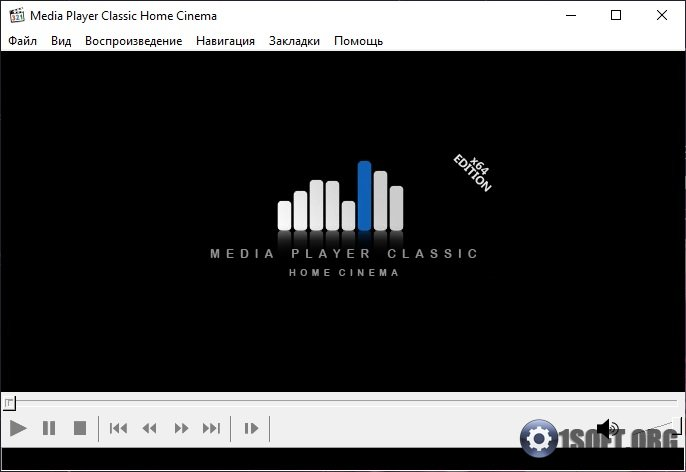 Media Player Classic Home Cinema
Файл Вид Воспроизведение Навигация Закладки Помощь
x64
EDITION
MEDIA PLAYER CLASSIC
HOME CINEMA
1SOFT.ORG